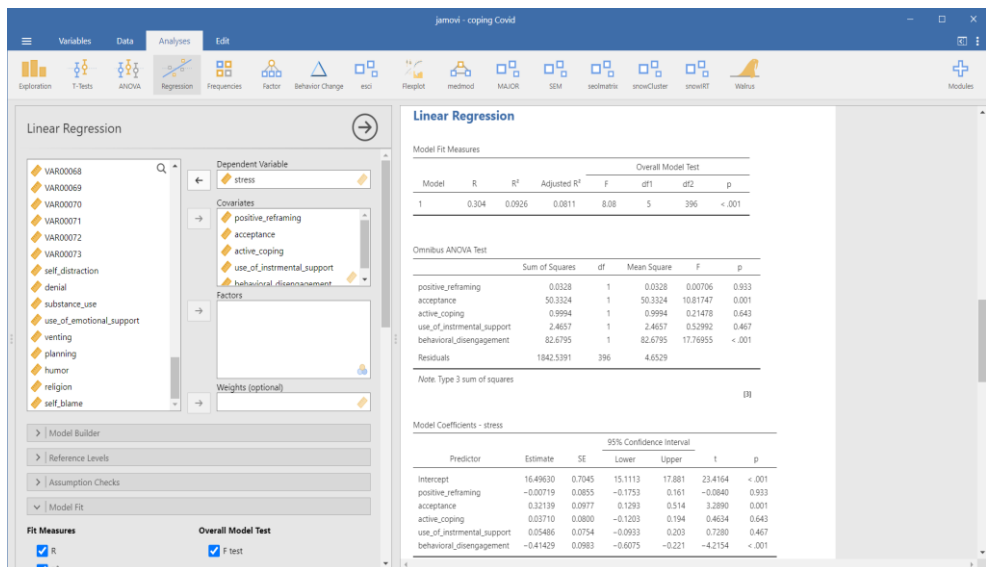 jamovi - coping Covid
Variables Data Analyses Edit
Exploration T-Tests ANOVA Regression Frequencies Factor Behavior Change esci Flexplot medmod MAJOR SEM seolmatrix snowCluster snowIRT Walrus Modules
Linear Regression
VAR00068
VAR00069
VAR00070
VAR00071
VAR00072
VAR00073
self_distraction
denial
substance_use
use_of_emotional_support
venting
planning
humor
religion
self_blame
Dependent Variable
stress
Covariates
positive_reframing
acceptance
active_coping
use_of_instrmental_support
behavioral_disengagement
Factors
Weights (optional)
Model Builder
Reference Levels
Assumption Checks
Model Fit
Fit Measures Overall Model Test
R F test
Linear Regression
Model Fit Measures
Overall Model Test
Model R R² Adjusted R² F df1 df2 p
1 0.304 0.0926 0.0811 8.08 5 396 < .001
Omnibus ANOVA Test
Sum of Squares df Mean Square F p
positive_reframing 0.0328 1 0.0328 0.00706 0.933
acceptance 50.3324 1 50.3324 10.81747 0.001
active_coping 0.9994 1 0.9994 0.21478 0.643
use_of_instrmental_support 2.4657 1 2.4657 0.52992 0.467
behavioral_disengagement 82.6795 1 82.6795 17.76955 < .001
Residuals 1842.5391 396 4.6529
Note. Type 3 sum of squares
[3]
Model Coefficients - stress
95% Confidence Interval
Predictor Estimate SE Lower Upper t p
Intercept 16.49630 0.7045 15.1113 17.881 23.4164 < .001
positive_reframing −0.00719 0.0855 −0.1753 0.161 −0.0840 0.933
acceptance 0.32139 0.0977 0.1293 0.514 3.2890 0.001
active_coping 0.03710 0.0800 −0.1203 0.194 0.4634 0.643
use_of_instrmental_support 0.05486 0.0754 −0.0933 0.203 0.7280 0.467
behavioral_disengagement −0.41429 0.0983 −0.6075 −0.221 −4.2154 < .001